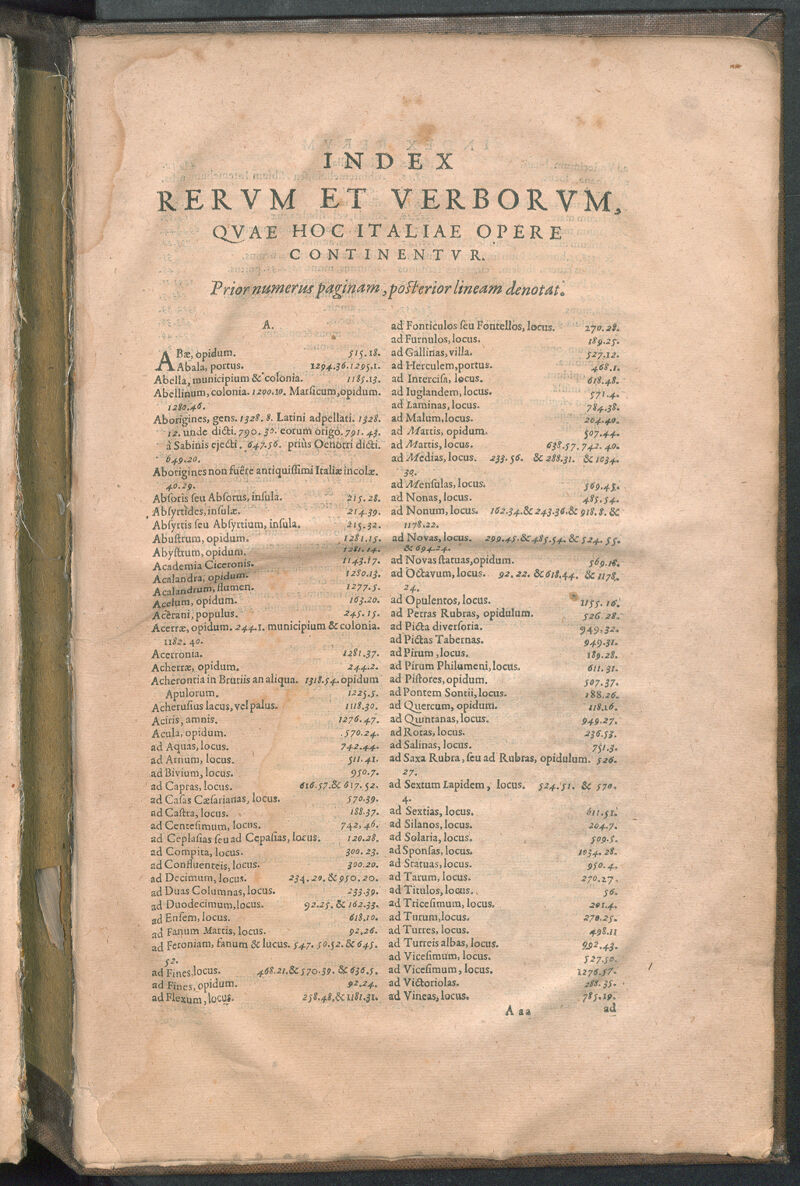 INDEX
RERVM ET VERBORVM,
QVAE HOC ITALIAE OPERE
CONTINENTVR.
Prior numerus paginam, posterior lineam denotat.
A.
ABæ, opidum. 515.18.
Abala, portus. 1294.36.1295.1.
Abella, municipium & colonia. 1185.13.
Abellinum, colonia. 1200.10. Marsicum, opidum.
1280.46.
Aborigines, gens. 1328.8. Latini adpellati. 1328.
12. unde dicti. 790.30. eorum origo. 791.43.
à Sabinis ejecti. 647.56. prius Oenotri dicti.
649.20.
Aborigines non fuêre antiquissimi Italiæ incolæ.
40.29.
Absoris seu Absorus, insula. 215.28.
Absyrtides, insulæ. 214.39.
Absyrtis seu Absyrtium, insula. 215.32.
Abustrum, opidum. 1281.15.
Abystrum, opidum. 1281.14.
Academia Ciceronis. 1143.17.
Acalandra, opidum. 1280.13.
Acalandrum, flumen. 1277.5.
Acelum, opidum. 163.20.
Acerani, populus. 245.15.
Acerræ, opidum. 244.1. municipium & colonia.
1182.40.
Acerronia. 1281.37.
Acherræ, opidum. 244.2.
Acherontia in Brutiis an aliqua. 1318.54. opidum
Apulorum. 1225.5.
Acherusius lacus, vel palus. 1118.30.
Aciris, amnis. 1276.47.
Acula, opidum. 570.24.
ad Aquas, locus. 742.44.
ad Arnum, locus. 511.41.
ad Bivium, locus. 950.7.
ad Capras, locus. 616.57.& 617.52.
ad Casas Cæsarianas, locus. 570.39.
ad Castra, locus. 188.37.
ad Centesimum, locus. 742,46.
ad Ceplasias seu ad Cepasias, locus. 120.28.
ad Compita, locus. 300.23.
ad Confluenteis, locus. 300.20.
ad Decimum, locus. 234.20.& 950.20.
ad Duas Columnas, locus. 233.39.
ad Duodecimum, locus. 92.25.& 162.33.
ad Ensem, locus. 618.10.
ad Fanum Martis, locus. 92,26.
ad Feroniam, fanum & lucus. 547.50.52.& 645.
52.
ad Fines, locus. 468.21.& 570.39.& 636.5.
ad Fines, opidum. 92.24.
ad Flexum, locus. 258.48.& 1181.31.
ad Fonticulos seu Fontellos, locus. 270.28.
ad Furnulos, locus. 189.25.
ad Gallinas, villa. 527.12.
ad Herculem, portus. 468.1.
ad Intercisa, locus. 618.48.
ad Iuglandem, locus. 571.4.
ad Laminas, locus. 784.38.
ad Malum, locus. 204.40.
ad Martis, opidum. 507.44.
ad Martis, locus. 638.57.742.40.
ad Medias, locus. 233.56. & 288.31. & 1034.
30.
ad Mensulas, locus. 569.45.
ad Nonas, locus. 485.54.
ad Nonum, locus. 162.34.& 243.36.& 918.8. &
1178.22.
ad Novas, locus. 299.45.& 485.54.& 524.55.
& 694.24.
ad Novas statuas, opidum. 569.18.
ad Octavum, locus. 92.22. & 618.44. & 1178.
24.
ad Opulentos, locus. 1155.16.
ad Petras Rubras, opidulum. 526.28.
ad Picta diversoria. 949.32.
ad Pictas Tabernas. 949.31.
ad Pirum, locus. 189.28.
ad Pirum Philumeni, locus. 611.31.
ad Pistores, opidum. 507.37.
ad Pontem Sontii, locus. 188.26.
ad Quercum, opidum. 118.16.
ad Quintanas, locus. 949.27.
ad Rotas, locus. 236.53.
ad Salinas, locus. 751.3.
ad Saxa Rubra, seu ad Rubras, opidulum. 526.
27.
ad Sextum Lapidem, locus. 524.51. & 570.
4.
ad Sextias, locus. 611.51.
ad Silanos, locus. 204.7.
ad Solaria, locus. 509.5.
ad Sponsas, locus. 1034.28.
ad Statuas, locus. 950.4.
ad Tarum, locus. 270.27.
ad Titulos, locus. 56.
ad Tricesimum, locus. 201.4.
ad Turum, locus. 270.25.
ad Turres, locus. 498.11
ad Turreis albas, locus. 992.43.
ad Vicesimum, locus. 527.50.
ad Vicesimum, locus. 1276.57.
ad Victoriolas. 288.35.
ad Vineas, locus. 785.19.
Aaa ad